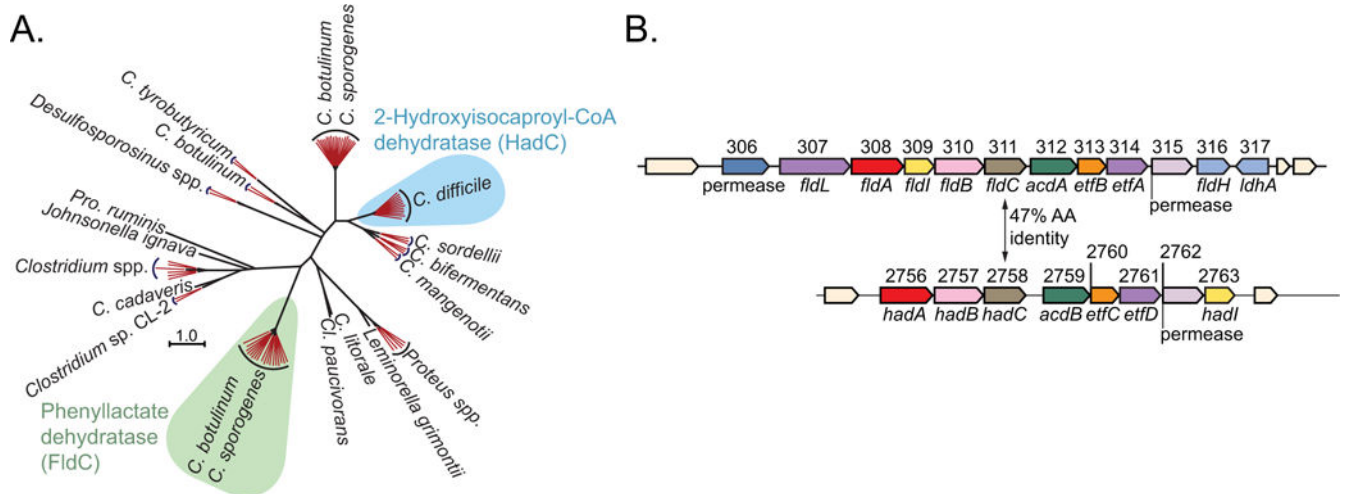 A.
C. botulinum
C. sporogenes
C. tyrobutyricum
C. botulinum
Desulfosporosinus spp.
2-Hydroxyisocaproyl-CoA
dehydratase (HadC)
C. difficile
C. sordellii
C. bifermentans
C. mangenotii
Pro. ruminis
Johnsonella ignava
Clostridium spp.
C. cadaveris
Clostridium sp. CL-2
1.0
Phenyllactate
dehydratase
(FldC)
C. botulinum
C. sporogenes
Cl. paucivorans
C. litorale
Leminorella grimontii
Proteus spp.
B.
306 307 308 309 310 311 312 313 314 315 316 317
permease fldL fldA fldI fldB fldC acdA etfB etfA fldH ldhA
permease
47% AA
identity
2760 2762
2756 2757 2758 2759 2761 2763
hadA hadB hadC acdB etfC etfD hadI
permease